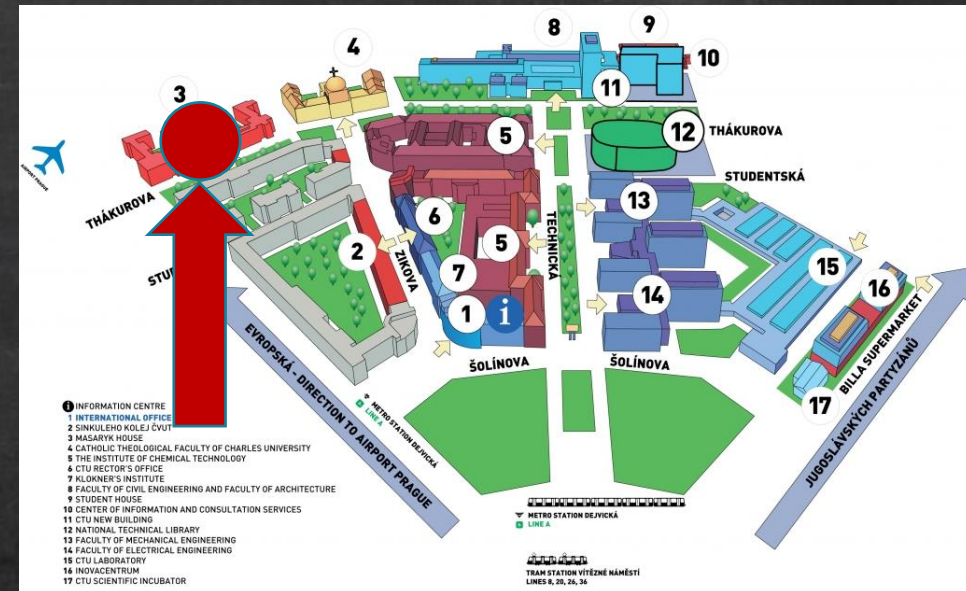 8
9
4
10
3
11
5
12
THÁKUROVA
AIRPORT PRAGUE
STUDENTSKÁ
THÁKUROVA
13
6
TECHNICKÁ
2
ZIKOVA
5
15
7
14
16
1
i
EVROPSKÁ - DIRECTION TO AIRPORT PRAGUE
ŠOLÍNOVA
ŠOLÍNOVA
BILLA SUPERMARKET
17
JUGOSLÁVSKÝCH PARTYZÁNŮ
METRO STATION DEJVICKÁ
LINE A
i INFORMATION CENTRE
1 INTERNATIONAL OFFICE
2 SINKULEHO KOLEJ ČVUT
3 MASARYK HOUSE
4 CATHOLIC THEOLOGICAL FACULTY OF CHARLES UNIVERSITY
5 THE INSTITUTE OF CHEMICAL TECHNOLOGY
6 CTU RECTOR'S OFFICE
7 KLOKNER'S INSTITUTE
8 FACULTY OF CIVIL ENGINEERING AND FACULTY OF ARCHITECTURE
9 STUDENT HOUSE
10 CENTER OF INFORMATION AND CONSULTATION SERVICES
11 CTU NEW BUILDING
12 NATIONAL TECHNICAL LIBRARY
13 FACULTY OF MECHANICAL ENGINEERING
14 FACULTY OF ELECTRICAL ENGINEERING
15 CTU LABORATORY
16 INOVACENTRUM
17 CTU SCIENTIFIC INCUBATOR
METRO STATION DEJVICKÁ
LINE A
TRAM STATION VÍTĚZNÉ NÁMĚSTÍ
LINES 8, 20, 26, 36